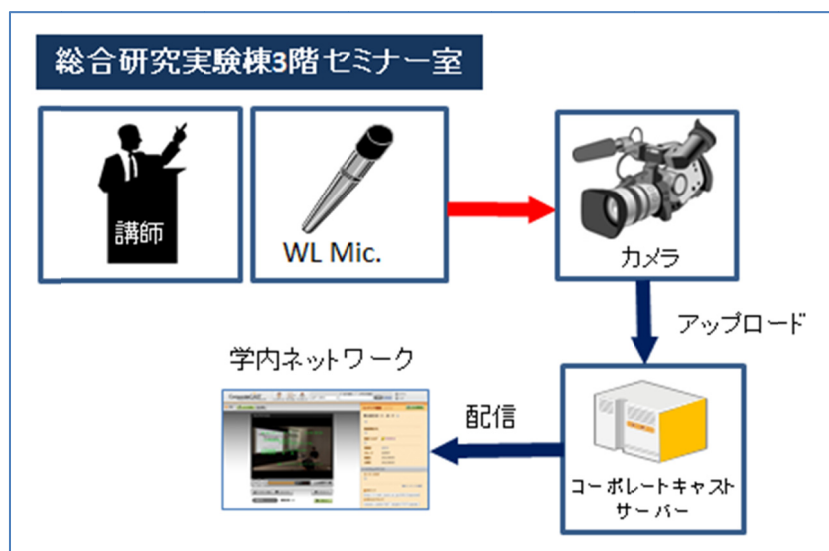 総合研究実験棟3階セミナー室
講師
WL Mic.
カメラ
アップロード
学内ネットワーク
配信
コーポレートキャスト
サーバー